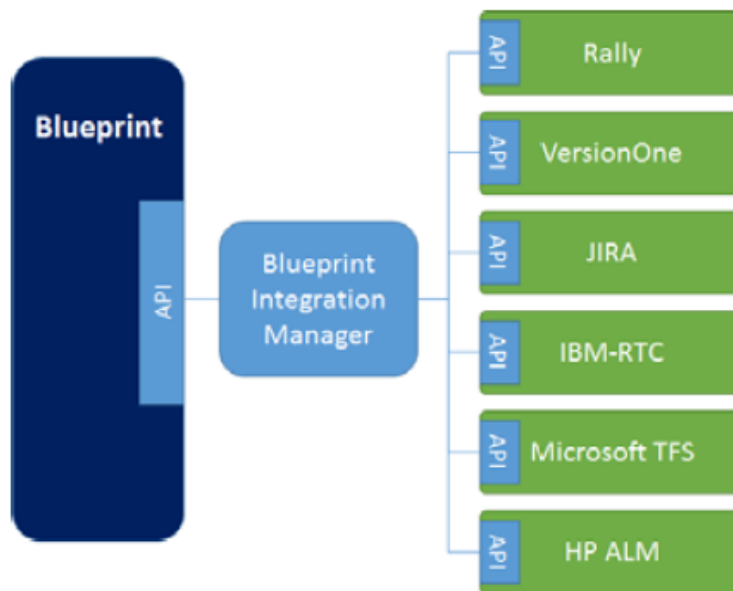 Blueprint
API
Blueprint
Integration
Manager
API
Rally
API
VersionOne
API
JIRA
API
IBM-RTC
API
Microsoft TFS
API
HP ALM